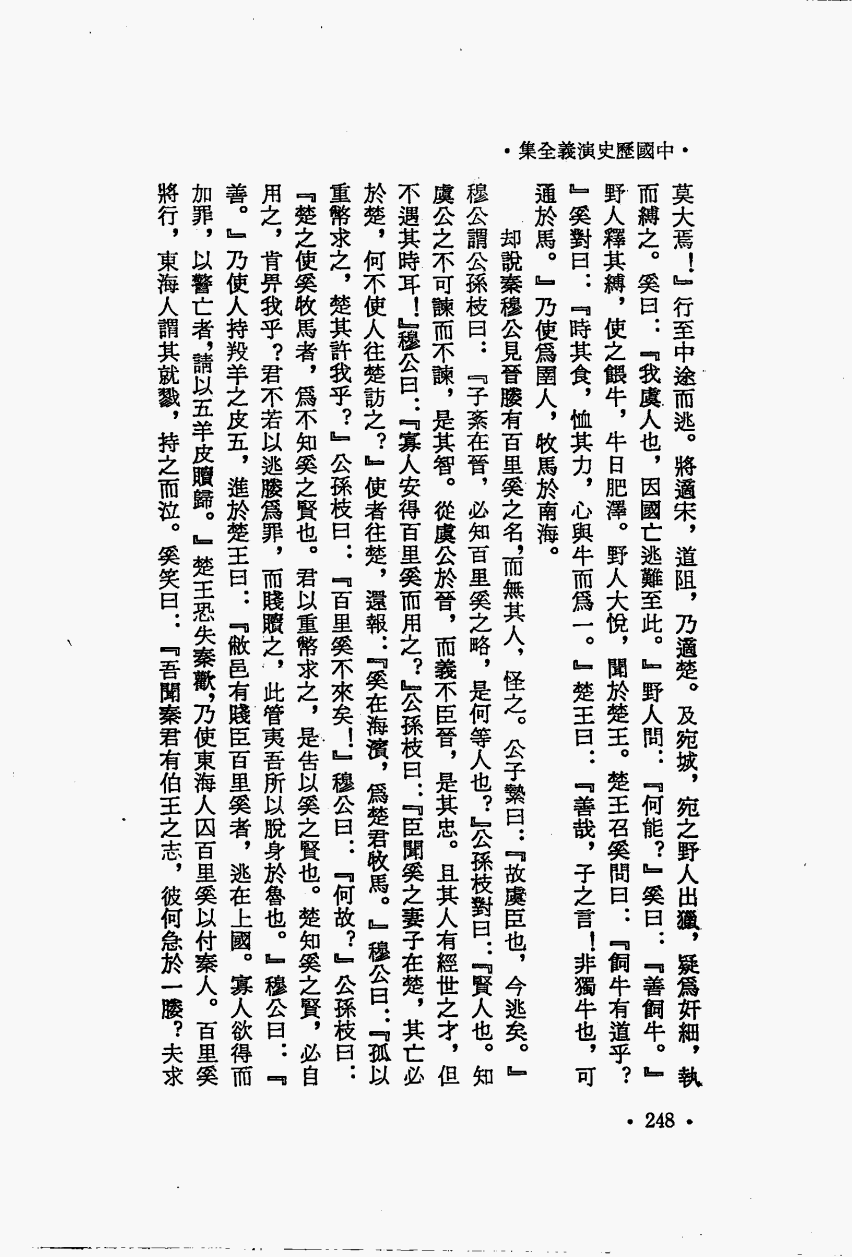 •中國歷史演義全集•
莫大焉！』行至中途而逃。將適宋，道阻，乃適楚。及宛城，宛之野人出獵，疑爲奸細，執
而縛之。奚曰：『我虞人也，因國亡逃難至此。』野人問：『何能？』奚曰：『善飼牛。』
野人釋其縛，使之餵牛，牛日肥澤。野人大悅，聞於楚王。楚王召奚問曰：『飼牛有道乎？
』奚對曰：『時其食，恤其力，心與牛而爲一。』楚王曰：『善哉，子之言！非獨牛也，可
通於馬。』乃使爲圉人，牧馬於南海。
却說秦穆公見晉媵有百里奚之名，而無其人，怪之。公子縶曰：『故虞臣也，今逃矣。』
穆公謂公孫枝曰：『子桑在晉，必知百里奚之略，是何等人也？』公孫枝對曰：『賢人也。知
虞公之不可諫而不諫，是其智。從虞公於晉，而義不臣晉，是其忠。且其人有經世之才，但
不遇其時耳！』穆公曰：『寡人安得百里奚而用之？』公孫枝曰：『臣聞奚之妻子在楚，其亡必
於楚，何不使人往楚訪之？』使者往楚，還報：『奚在海濱，爲楚君牧馬。』穆公曰：『孤以
重幣求之，楚其許我乎？』公孫枝曰：『百里奚不來矣！』穆公曰：『何故？』公孫枝曰：
『楚之使奚牧馬者，爲不知奚之賢也。君以重幣求之，是告以奚之賢也。楚知奚之賢，必自
用之，肯畀我乎？君不若以逃媵爲罪，而賤贖之，此管夷吾所以脫身於魯也。』穆公曰：『
善。』乃使人持羖羊之皮五，進於楚王曰：『敝邑有賤臣百里奚者，逃在上國。寡人欲得而
加罪，以警亡者，請以五羊皮贖歸。』楚王恐失秦歡，乃使東海人囚百里奚以付秦人。百里奚
將行，東海人謂其就戮，持之而泣。奚笑曰：『吾聞秦君有伯王之志，彼何急於一媵？夫求
•248•